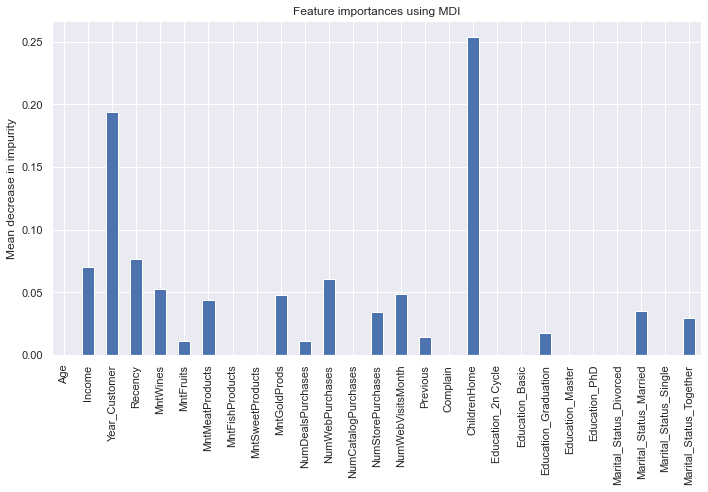 Feature importances using MDI
Mean decrease in impurity
0.25
0.20
0.15
0.10
0.05
0.00
Age
Income
Year_Customer
Recency
MntWines
MntFruits
MntMeatProducts
MntFishProducts
MntSweetProducts
MntGoldProds
NumDealsPurchases
NumWebPurchases
NumCatalogPurchases
NumStorePurchases
NumWebVisitsMonth
Previous
Complain
ChildrenHome
Education_2n Cycle
Education_Basic
Education_Graduation
Education_Master
Education_PhD
Marital_Status_Divorced
Marital_Status_Married
Marital_Status_Single
Marital_Status_Together